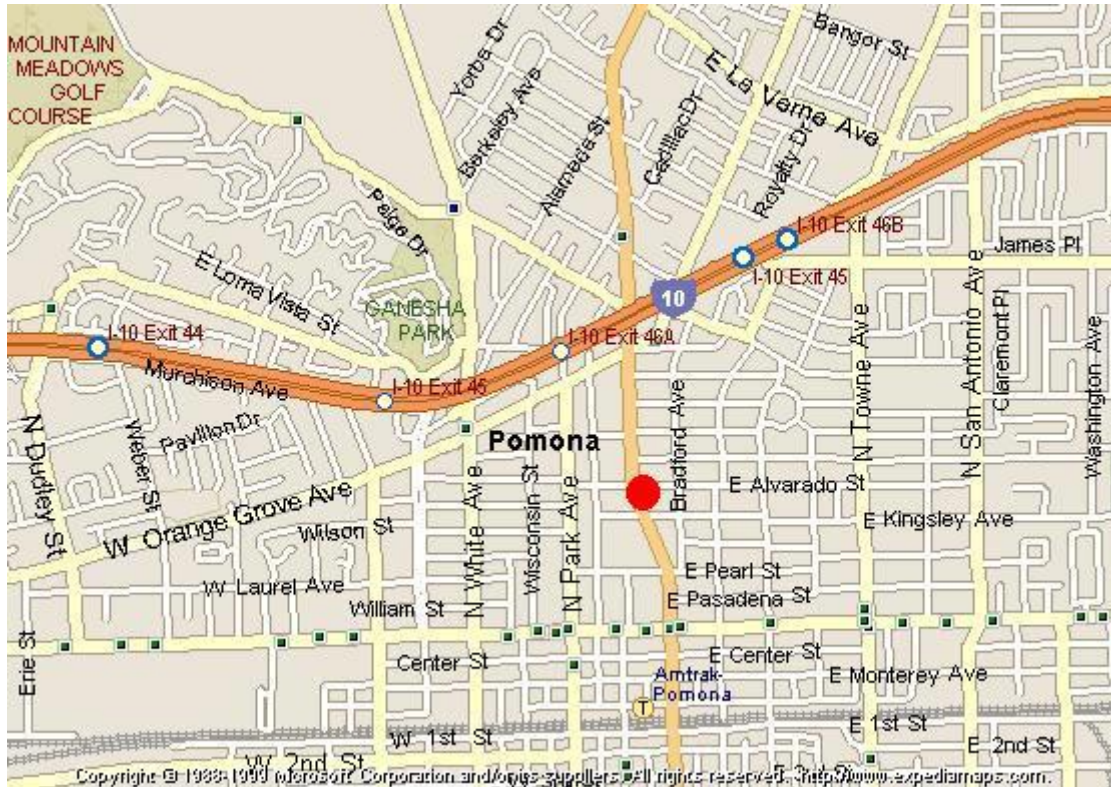 MOUNTAIN
MEADOWS
GOLF
COURSE
Yorba Dr
Bangor St
E La Verne Ave
Berkeley Ave
Cadillac Dr
Alameda St
Royalty Dr
Paige Dr
I-10 Exit 46B
James Pl
E Loma Vista St
I-10 Exit 45
10
GANESHA
PARK
I-10 Exit 44
I-10 Exit 46A
N Towne Ave
N San Antonio Ave
Claremont Pl
Washington Ave
Murchison Ave
I-10 Exit 45
Bradford Ave
Pavilion Dr
Pomona
N Dudley St
Weber St
W Orange Grove Ave
N White Ave
Wisconsin St
N Park Ave
E Alvarado St
E Kingsley Ave
Wilson St
E Pearl St
W Laurel Ave
E Pasadena St
William St
Erie St
Center St
E Center St
Amtrak-
Pomona
E Monterey Ave
T
W 1st St
E 1st St
W 2nd St
E 2nd St
E 3rd St
Copyright © 1988-1999 Microsoft Corporation and/or its suppliers. All rights reserved. http://www.expediamaps.com.